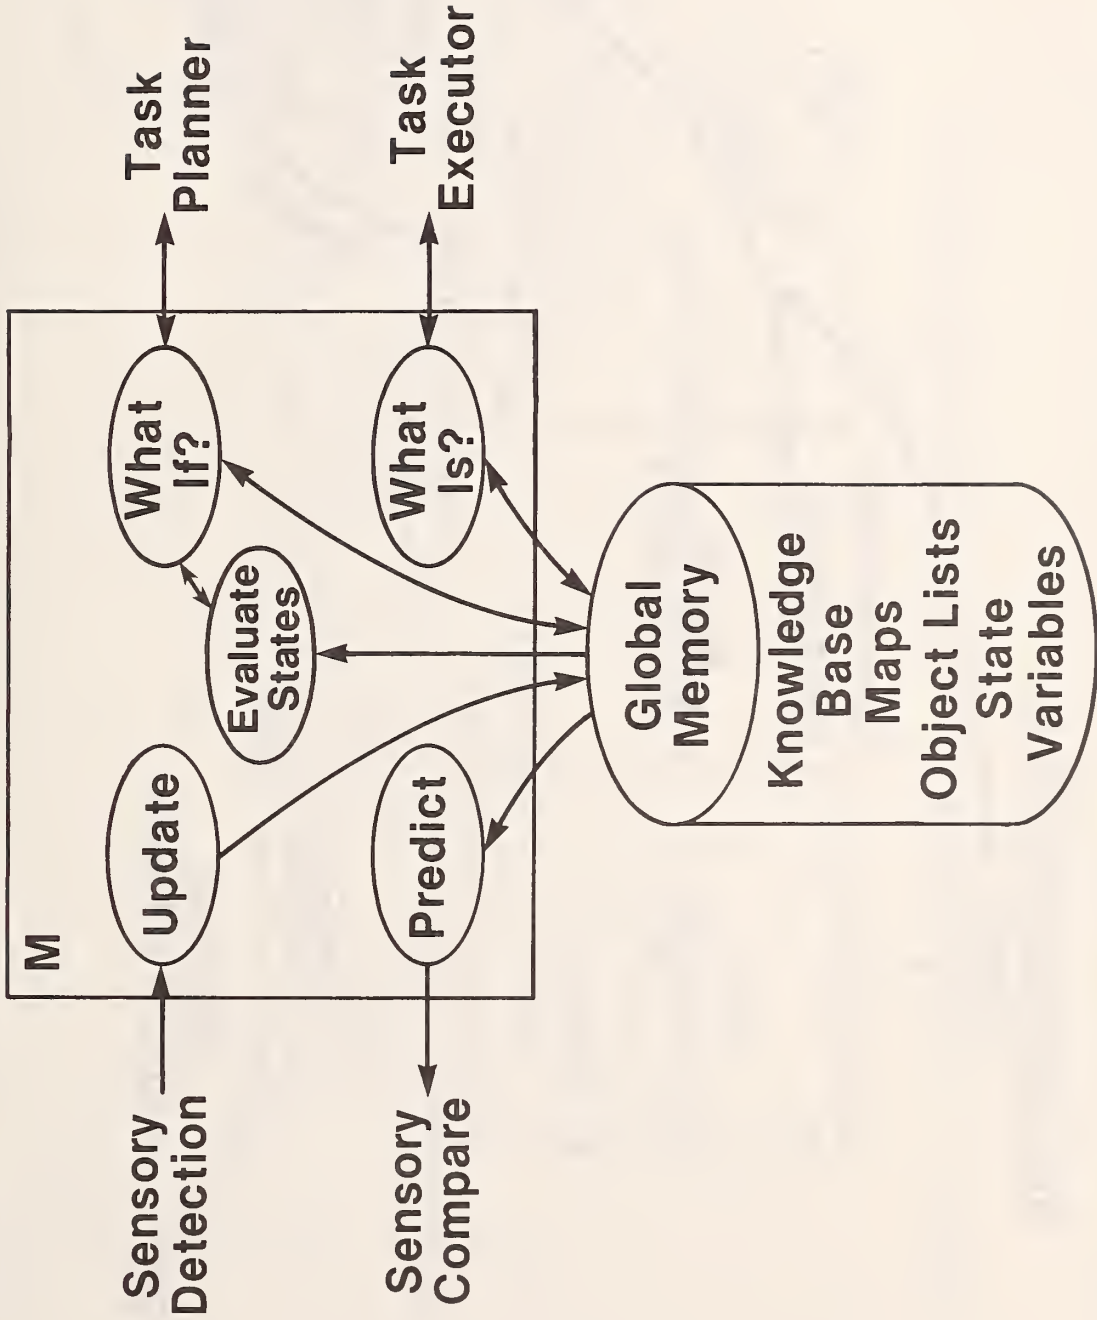 M
Sensory
Detection
Update
Evaluate
States
What
If?
Task
Planner
Sensory
Compare
Predict
What
Is?
Task
Executor
Global
Memory
Knowledge
Base
Maps
Object Lists
State
Variables